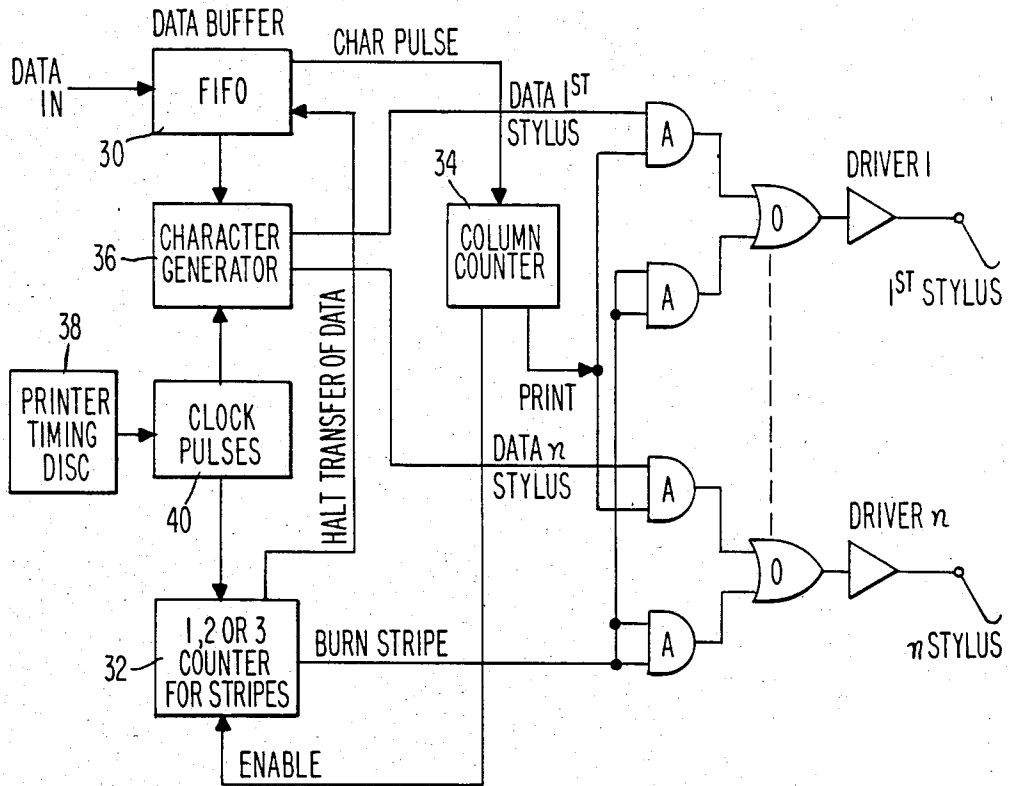 DATA BUFFER
DATA
IN
FIFO
30
CHAR PULSE
DATA 1ST
STYLUS
34
COLUMN
COUNTER
A
O
DRIVER 1
1ST STYLUS
36
CHARACTER
GENERATOR
A
HALT TRANSFER OF DATA
38
PRINTER
TIMING
DISC
CLOCK
PULSES
40
PRINT
DATA n
STYLUS
A
O
DRIVER n
n STYLUS
32
1, 2 OR 3
COUNTER
FOR STRIPES
BURN STRIPE
A
ENABLE